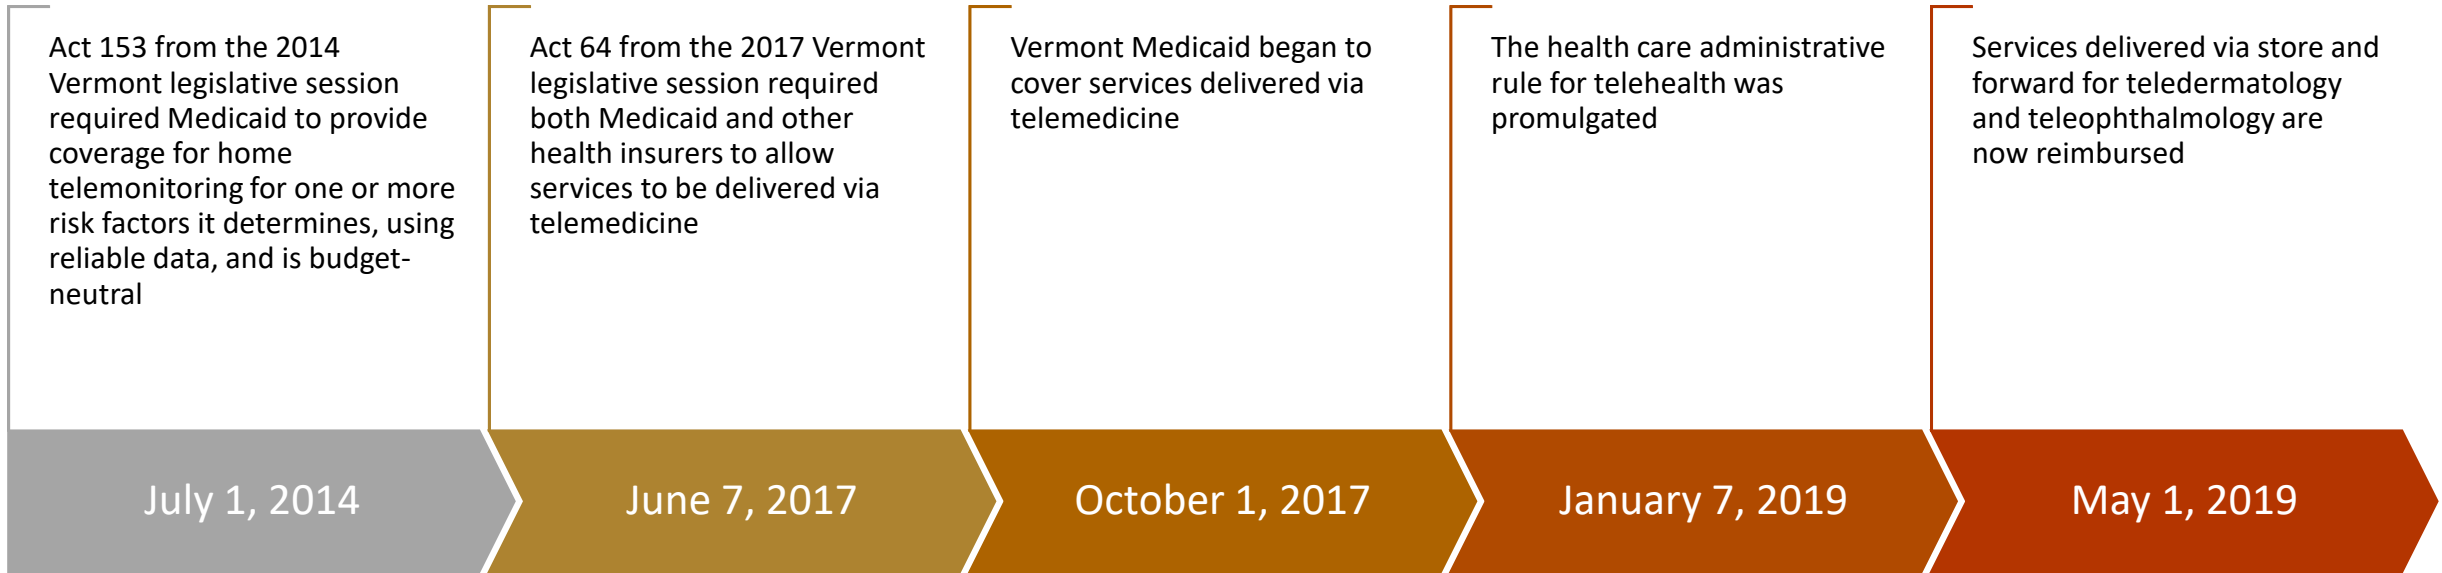 Act 153 from the 2014
Vermont legislative session
required Medicaid to provide
coverage for home
telemonitoring for one or more
risk factors it determines, using
reliable data, and is budget-
neutral
July 1, 2014
Act 64 from the 2017 Vermont
legislative session required
both Medicaid and other
health insurers to allow
services to be delivered via
telemedicine
June 7, 2017
Vermont Medicaid began to
cover services delivered via
telemedicine
October 1, 2017
The health care administrative
rule for telehealth was
promulgated
January 7, 2019
Services delivered via store and
forward for teledermatology
and teleophthalmology are
now reimbursed
May 1, 2019